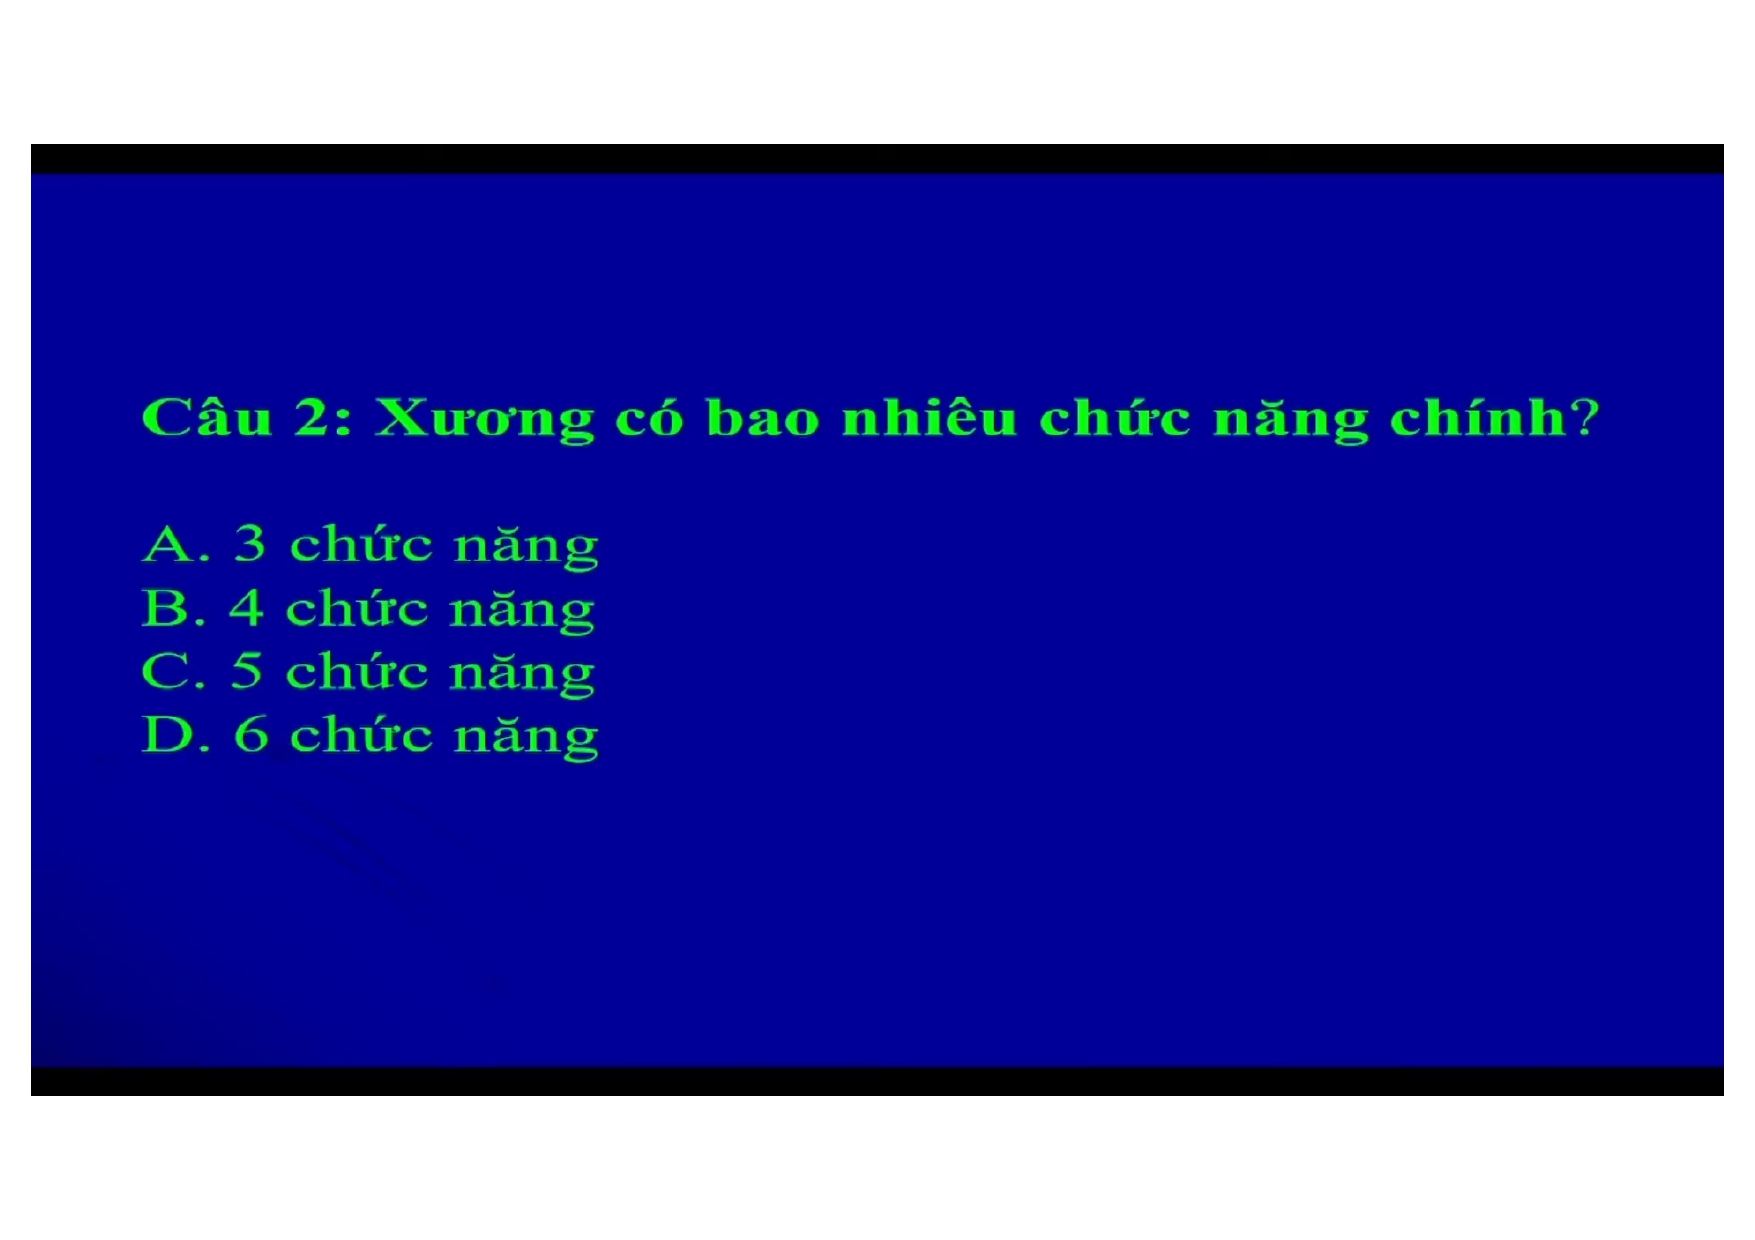 Câu 2: Xương có bao nhiêu chức năng chính?
A. 3 chức năng
B. 4 chức năng
C. 5 chức năng
D. 6 chức năng